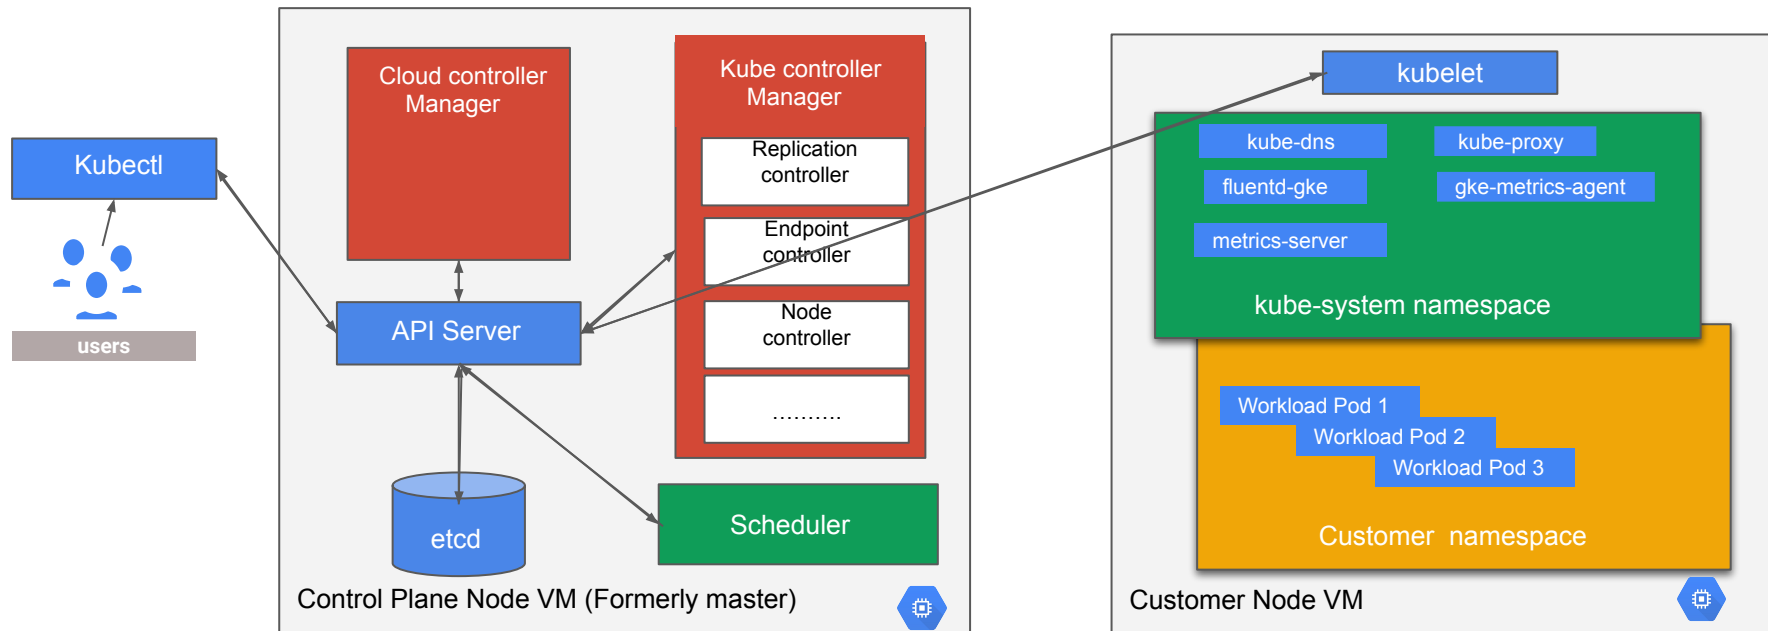 Kubectl
users
Cloud controller
Manager
API Server
etcd
Kube controller
Manager
Replication
controller
Endpoint
controller
Node
controller
……….
Scheduler
Control Plane Node VM (Formerly master)
kubelet
kube-dns
kube-proxy
fluentd-gke
gke-metrics-agent
metrics-server
kube-system namespace
Workload Pod 1
Workload Pod 2
Workload Pod 3
Customer namespace
Customer Node VM